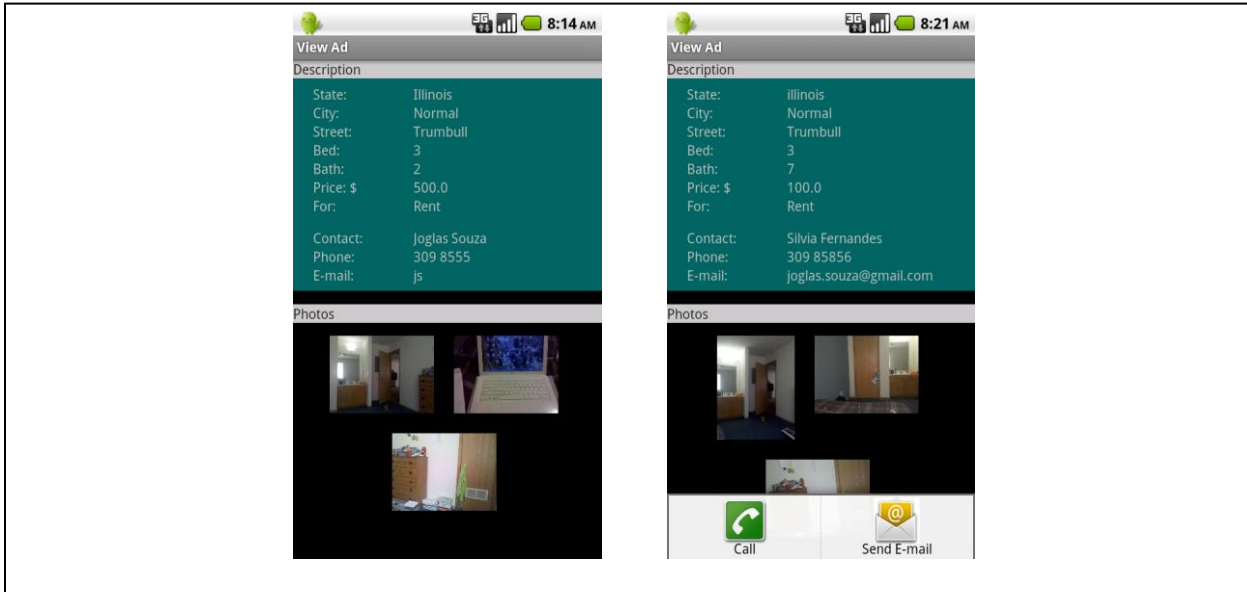 3G 8:14 AM
View Ad
Description
State: Illinois
City: Normal
Street: Trumbull
Bed: 3
Bath: 2
Price: $ 500.0
For: Rent
Contact: Joglas Souza
Phone: 309 8555
E-mail: js
Photos
3G 8:21 AM
View Ad
Description
State: illinois
City: Normal
Street: Trumbull
Bed: 3
Bath: 7
Price: $ 100.0
For: Rent
Contact: Silvia Fernandes
Phone: 309 85856
E-mail: joglas.souza@gmail.com
Photos
Call Send E-mail